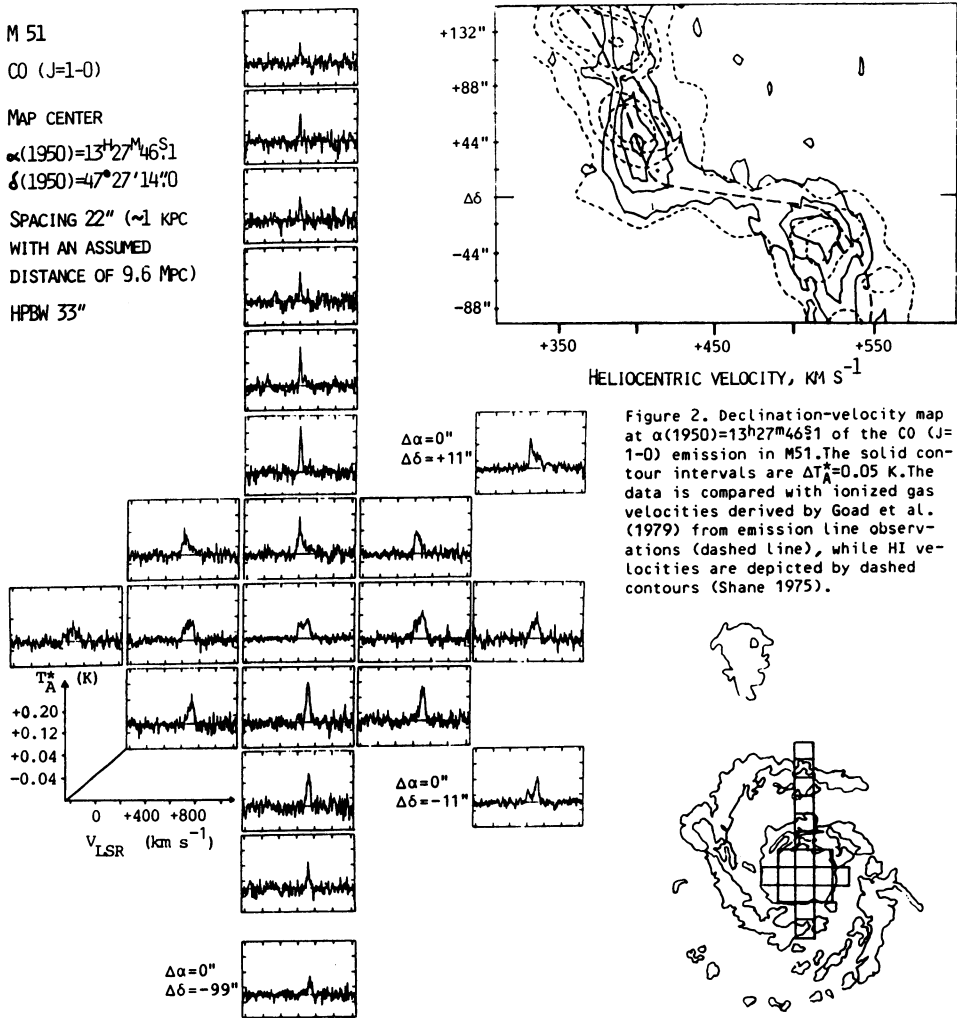 M 51
CO (J=1-0)
MAP CENTER
α(1950)=13ᴴ27ᴹ46ˢ.1
δ(1950)=47°27'14".0
SPACING 22" (~1 KPC
WITH AN ASSUMED
DISTANCE OF 9.6 MPC)
HPBW 33"
+132"
+88"
+44"
Δδ
-44"
-88"
+350
+450
+550
HELIOCENTRIC VELOCITY, KM S⁻¹
Figure 2. Declination-velocity map
at α(1950)=13ʰ27ᵐ46ˢ.1 of the CO (J=
1-0) emission in M51.The solid con-
tour intervals are ΔT*A=0.05 K.The
data is compared with ionized gas
velocities derived by Goad et al.
(1979) from emission line observ-
ations (dashed line), while HI ve-
locities are depicted by dashed
contours (Shane 1975).
Δα=0"
Δδ=+11"
T*A (K)
+0.20
+0.12
+0.04
-0.04
0 +400 +800
V_LSR (km s⁻¹)
Δα=0"
Δδ=-11"
Δα=0"
Δδ=-99"